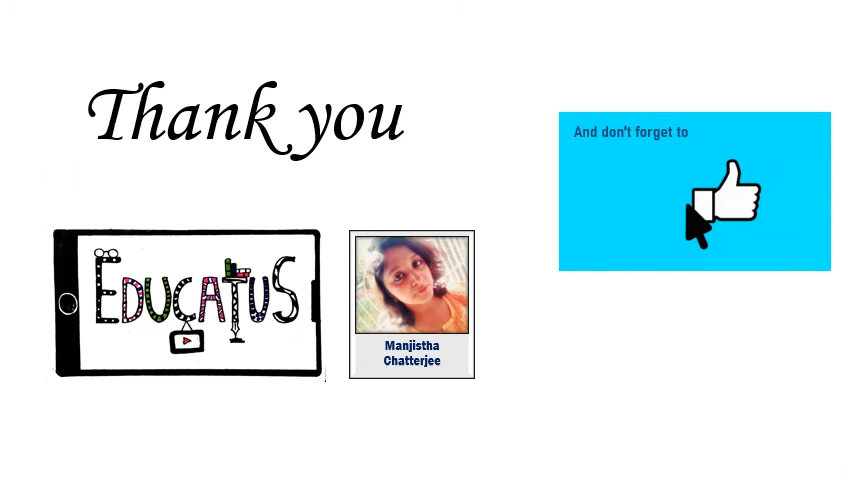 Thank you
And don't forget to
EDUCATUS
Manjistha
Chatterjee